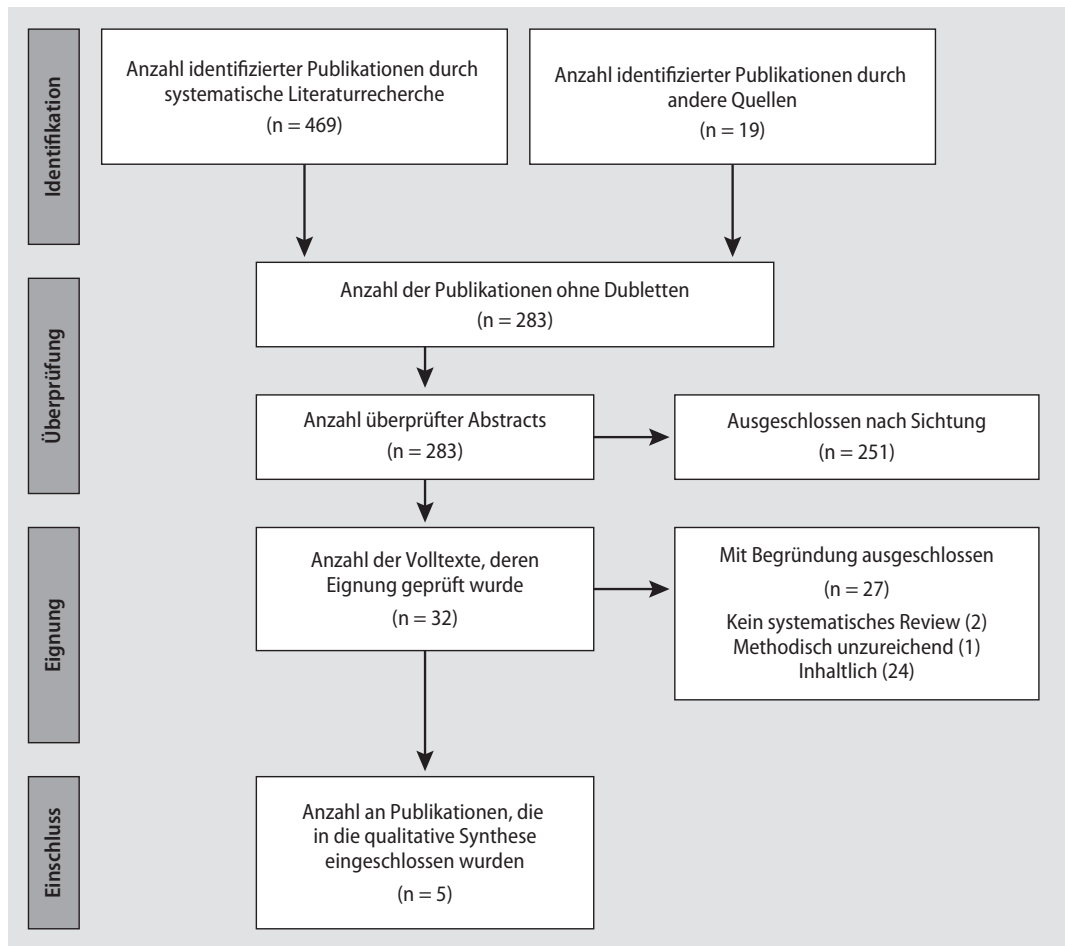 Identifikation
Anzahl identifizierter Publikationen durch
systematische Literaturrecherche
(n = 469)
Anzahl identifizierter Publikationen durch
andere Quellen
(n = 19)
Überprüfung
Anzahl der Publikationen ohne Dubletten
(n = 283)
Anzahl überprüfter Abstracts
(n = 283)
Ausgeschlossen nach Sichtung
(n = 251)
Eignung
Anzahl der Volltexte, deren
Eignung geprüft wurde
(n = 32)
Mit Begründung ausgeschlossen
(n = 27)
Kein systematisches Review (2)
Methodisch unzureichend (1)
Inhaltlich (24)
Einschluss
Anzahl an Publikationen, die
in die qualitative Synthese
eingeschlossen wurden
(n = 5)